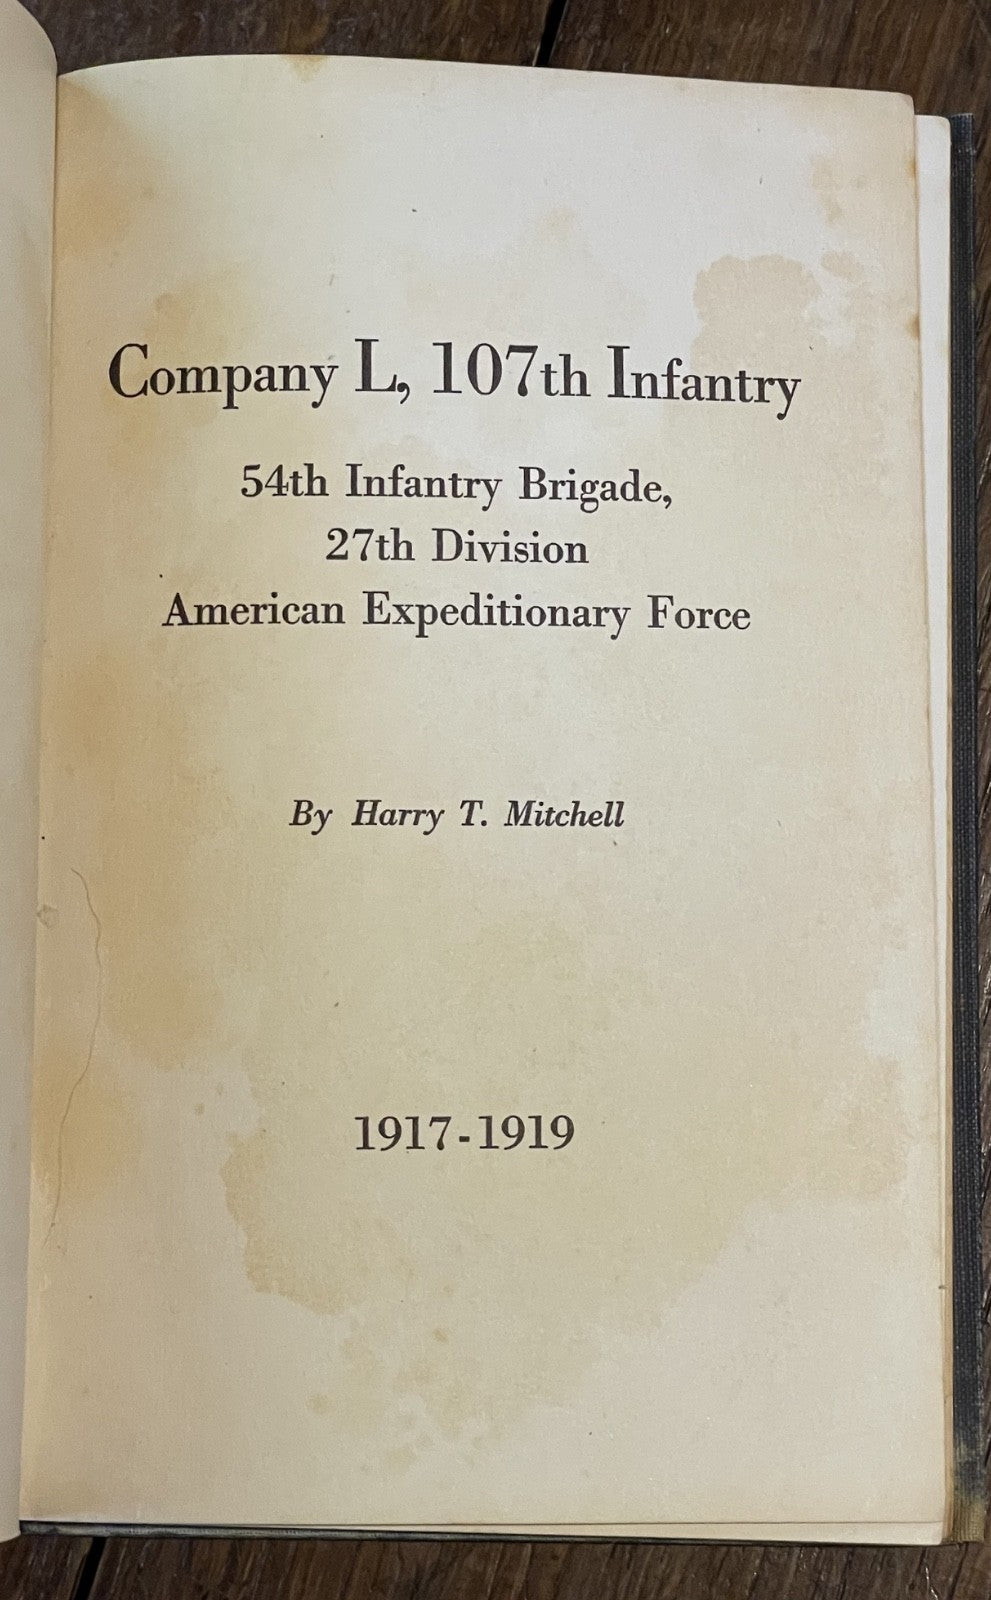 Company L, 107th Infantry
54th Infantry Brigade,
27th Division
American Expeditionary Force
By Harry T. Mitchell
1917-1919